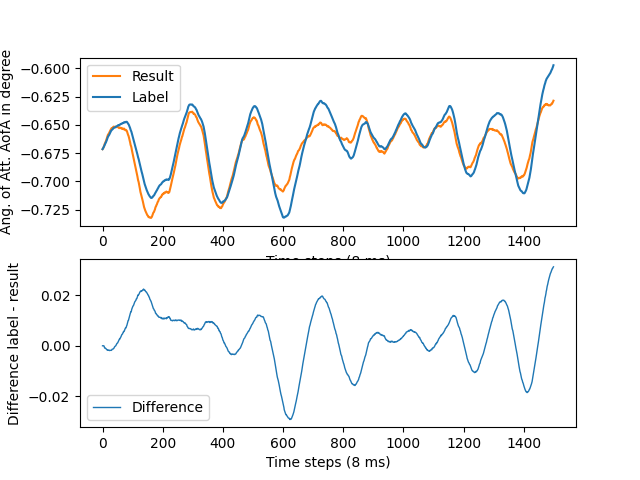 Ang. of Att. AofA in degree
−0.600
−0.625
−0.650
−0.675
−0.700
−0.725
Result
Label
0 200 400 600 800 1000 1200 1400
Time steps (8 ms)
Difference label - result
0.02
0.00
−0.02
Difference
0 200 400 600 800 1000 1200 1400
Time steps (8 ms)